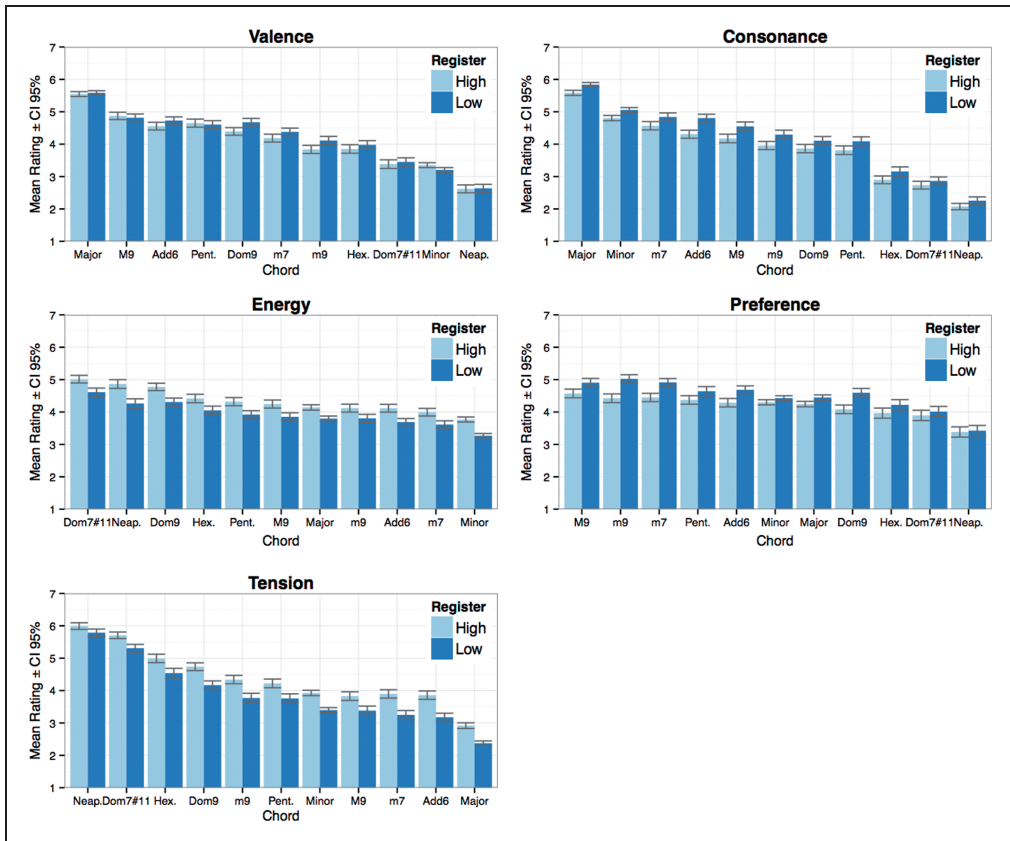 Valence
Register
High
Low
Mean Rating ± CI 95%
7
6
5
4
3
2
1
Major M9 Add6 Pent. Dom9 m7 m9 Hex. Dom7#11 Minor Neap.
Chord
Consonance
Register
High
Low
Mean Rating ± CI 95%
7
6
5
4
3
2
1
Major Minor m7 Add6 M9 m9 Dom9 Pent. Hex. Dom7#11 Neap.
Chord
Energy
Register
High
Low
Mean Rating ± CI 95%
7
6
5
4
3
2
1
Dom7#11 Neap. Dom9 Hex. Pent. M9 Major m9 Add6 m7 Minor
Chord
Preference
Register
High
Low
Mean Rating ± CI 95%
7
6
5
4
3
2
1
M9 m9 m7 Pent. Add6 Minor Major Dom9 Hex. Dom7#11 Neap.
Chord
Tension
Register
High
Low
Mean Rating ± CI 95%
7
6
5
4
3
2
1
Neap. Dom7#11 Hex. Dom9 m9 Pent. Minor M9 m7 Add6 Major
Chord